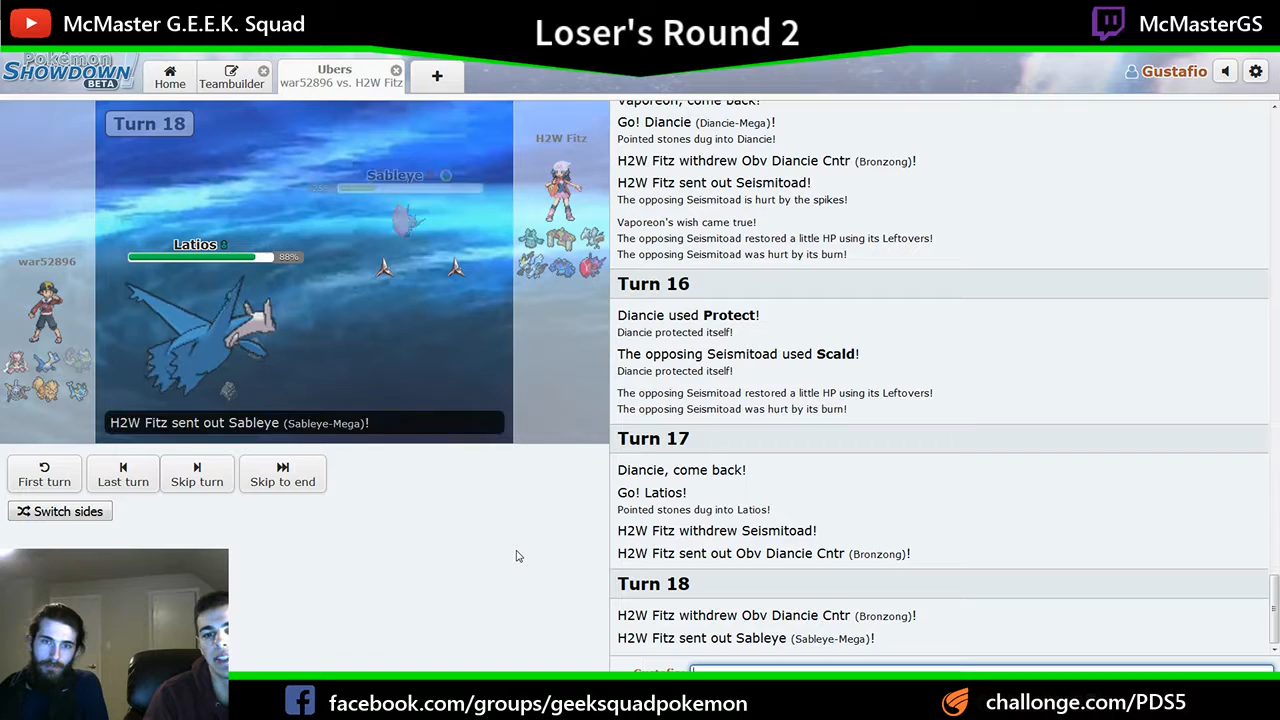 McMaster G.E.E.K. Squad
Loser's Round 2
McMasterGS
Pokémon
SHOWDOWN
BETA
Home
Teambuilder
Ubers
war52896 vs. H2W Fitz
+
Gustafio
Turn 18
H2W Fitz
Sableye
Latios
88%
war52896
H2W Fitz sent out Sableye (Sableye-Mega)!
First turn
Last turn
Skip turn
Skip to end
Switch sides
Vaporeon, come back!
Go! Diancie (Diancie-Mega)!
Pointed stones dug into Diancie!
H2W Fitz withdrew Obv Diancie Cntr (Bronzong)!
H2W Fitz sent out Seismitoad!
The opposing Seismitoad is hurt by the spikes!
Vaporeon's wish came true!
The opposing Seismitoad restored a little HP using its Leftovers!
The opposing Seismitoad was hurt by its burn!
Turn 16
Diancie used Protect!
Diancie protected itself!
The opposing Seismitoad used Scald!
Diancie protected itself!
The opposing Seismitoad restored a little HP using its Leftovers!
The opposing Seismitoad was hurt by its burn!
Turn 17
Diancie, come back!
Go! Latios!
Pointed stones dug into Latios!
H2W Fitz withdrew Seismitoad!
H2W Fitz sent out Obv Diancie Cntr (Bronzong)!
Turn 18
H2W Fitz withdrew Obv Diancie Cntr (Bronzong)!
H2W Fitz sent out Sableye (Sableye-Mega)!
Gustafio
facebook.com/groups/geeksquadpokemon
challonge.com/PDS5